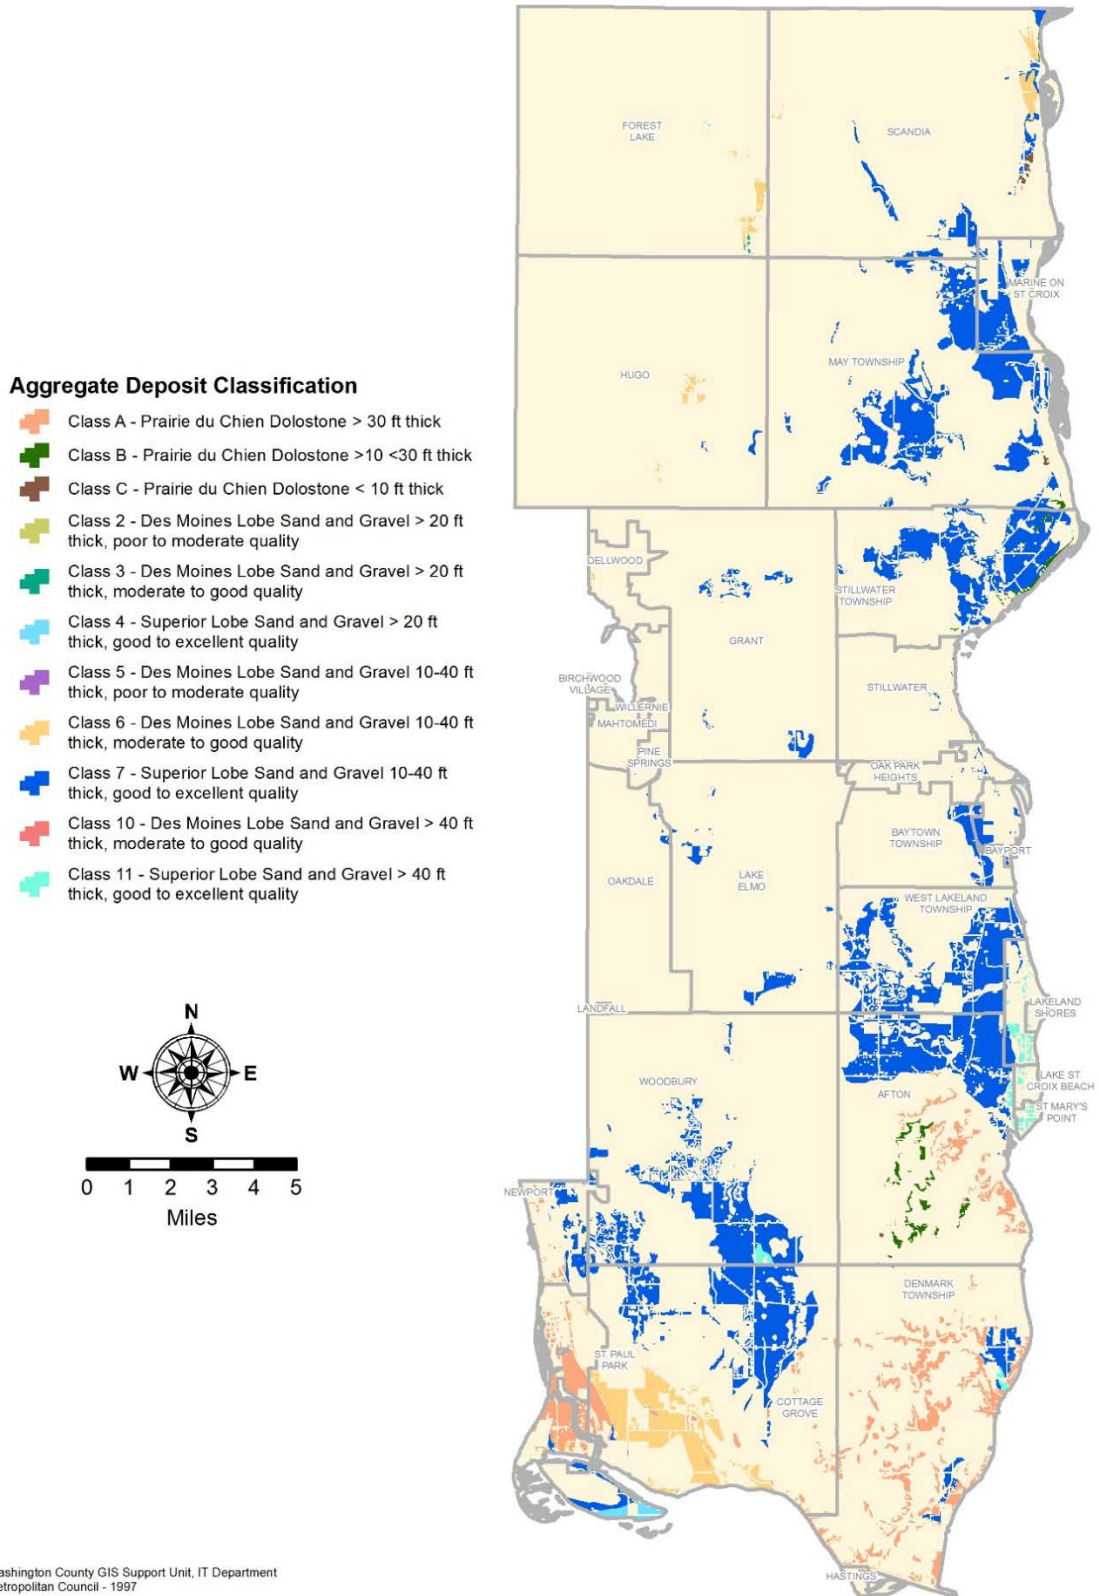 FOREST
LAKE
SCANDIA
MARINE ON
ST CROIX
HUGO
MAY TOWNSHIP
Aggregate Deposit Classification
Class A - Prairie du Chien Dolostone > 30 ft thick
Class B - Prairie du Chien Dolostone >10 <30 ft thick
Class C - Prairie du Chien Dolostone < 10 ft thick
Class 2 - Des Moines Lobe Sand and Gravel > 20 ft
thick, poor to moderate quality
Class 3 - Des Moines Lobe Sand and Gravel > 20 ft
thick, moderate to good quality
Class 4 - Superior Lobe Sand and Gravel > 20 ft
thick, good to excellent quality
Class 5 - Des Moines Lobe Sand and Gravel 10-40 ft
thick, poor to moderate quality
Class 6 - Des Moines Lobe Sand and Gravel 10-40 ft
thick, moderate to good quality
Class 7 - Superior Lobe Sand and Gravel 10-40 ft
thick, good to excellent quality
Class 10 - Des Moines Lobe Sand and Gravel > 40 ft
thick, moderate to good quality
Class 11 - Superior Lobe Sand and Gravel > 40 ft
thick, good to excellent quality
DELLWOOD
STILLWATER
TOWNSHIP
GRANT
BIRCHWOOD
VILLAGE
STILLWATER
WILLERNIE
MAHTOMEDI
PINE
SPRINGS
OAK PARK
HEIGHTS
BAYTOWN
TOWNSHIP
BAYPORT
OAKDALE
LAKE
ELMO
WEST LAKELAND
TOWNSHIP
LANDFALL
LAKELAND
SHORES
N
W
E
S
WOODBURY
LAKE ST
CROIX BEACH
AFTON
ST MARY'S
POINT
0 1 2 3 4 5
Miles
NEWPORT
DENMARK
TOWNSHIP
ST. PAUL
PARK
COTTAGE
GROVE
HASTINGS
ashington County GIS Support Unit, IT Department
etropolitan Council - 1997